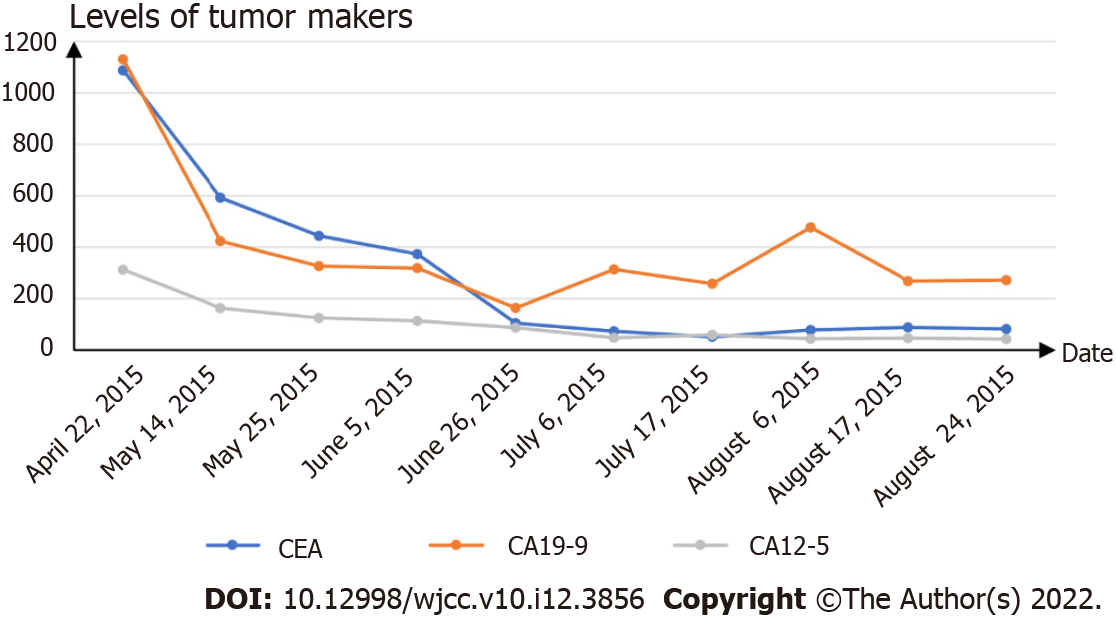 Levels of tumor makers
1200
1000
800
600
400
200
0
Date
April 22, 2015
May 14, 2015
May 25, 2015
June 5, 2015
June 26, 2015
July 6, 2015
July 17, 2015
August 6, 2015
August 17, 2015
August 24, 2015
CEA CA19-9 CA12-5
DOI: 10.12998/wjcc.v10.i12.3856 Copyright ©The Author(s) 2022.